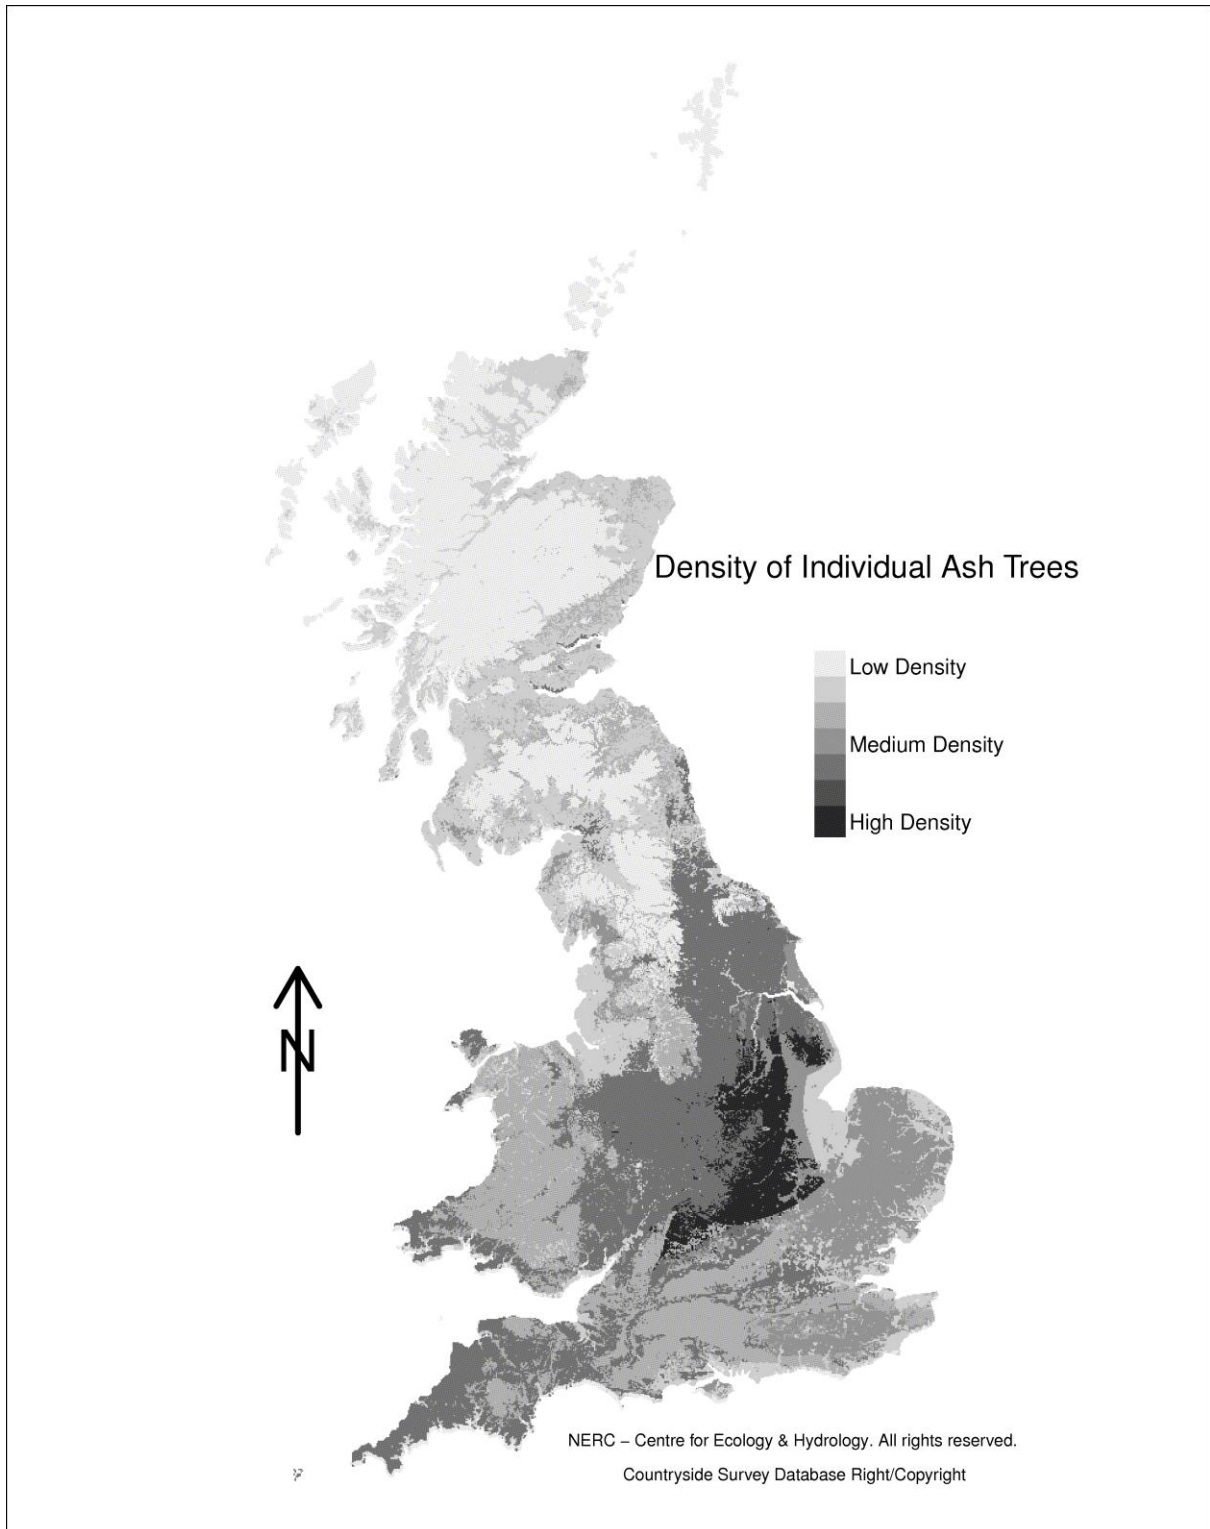 Density of Individual Ash Trees
Low Density
Medium Density
High Density
N
NERC – Centre for Ecology & Hydrology. All rights reserved.
Countryside Survey Database Right/Copyright